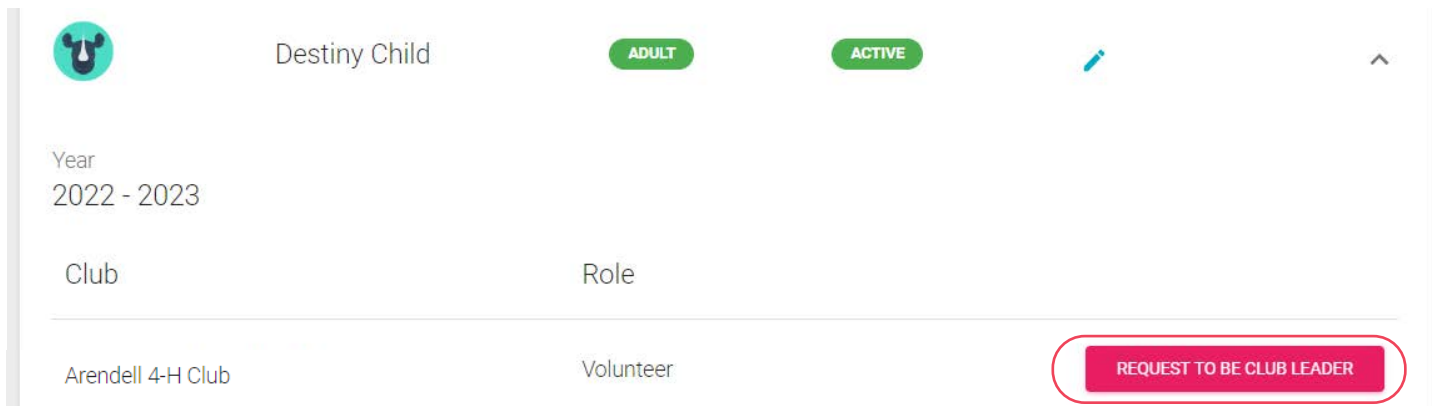 Destiny Child ADULT ACTIVE
Year
2022 - 2023
Club Role
Arendell 4-H Club Volunteer REQUEST TO BE CLUB LEADER